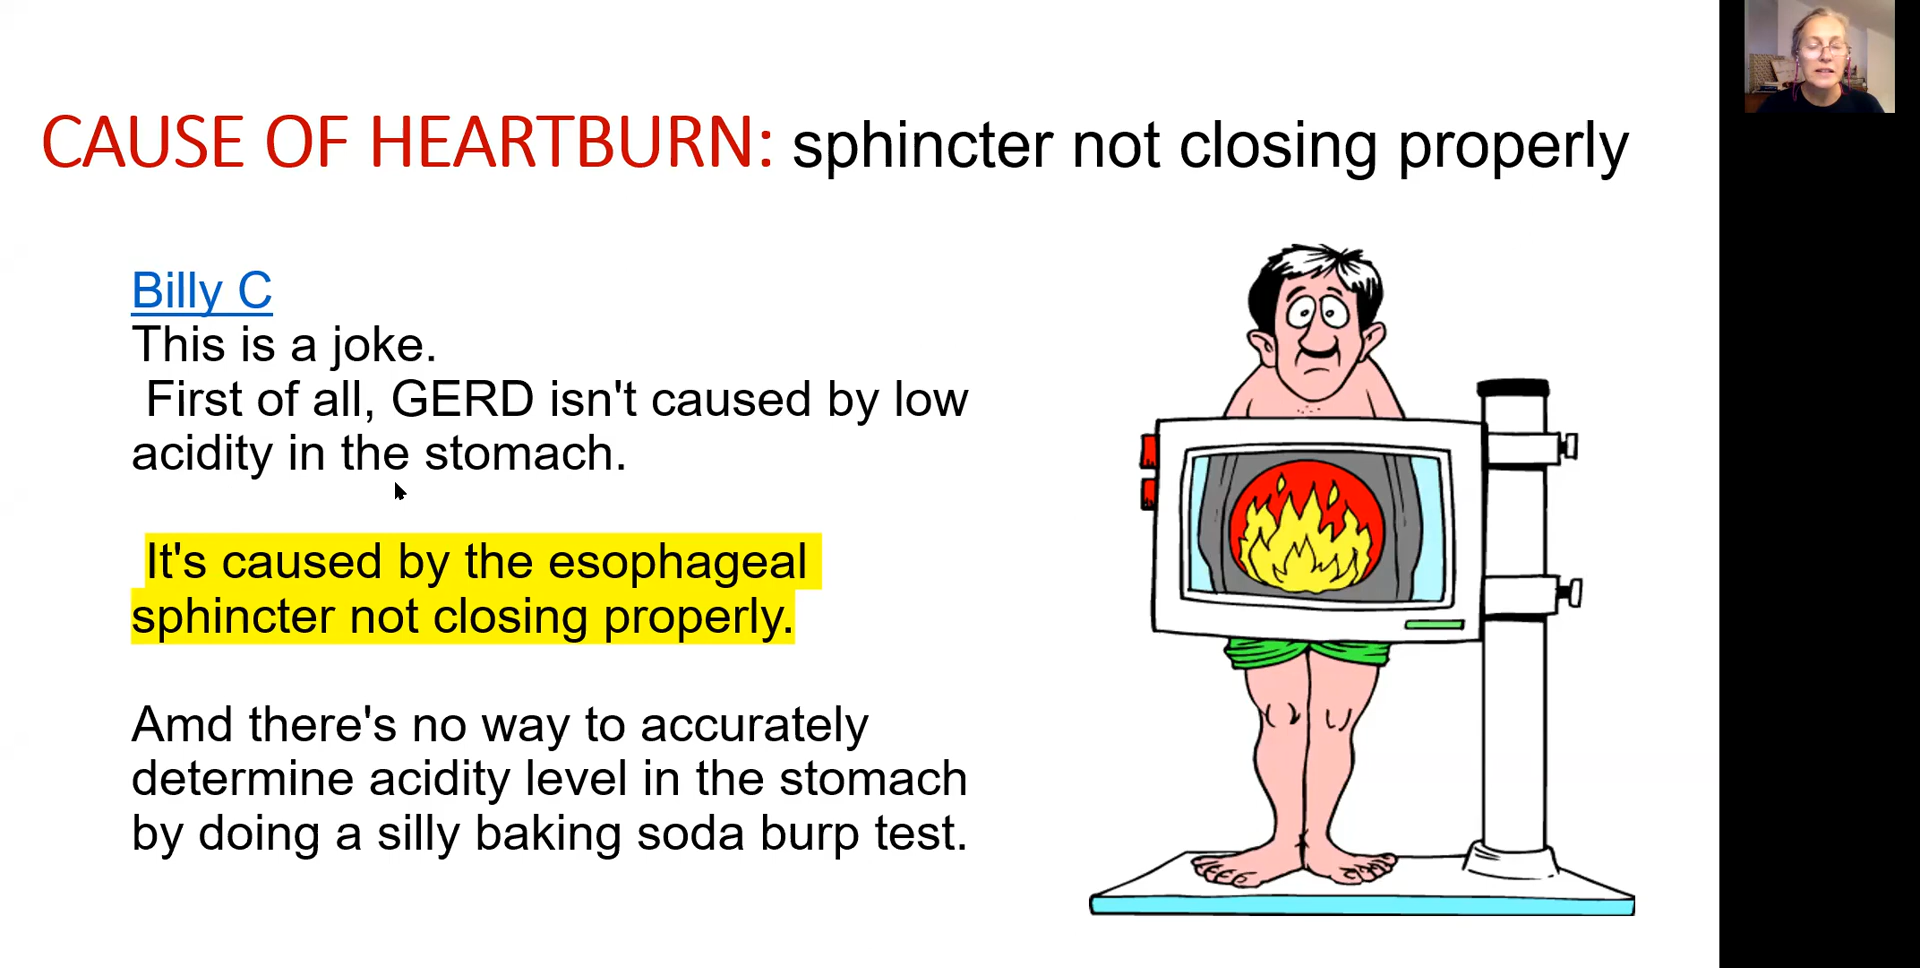 CAUSE OF HEARTBURN: sphincter not closing properly
Billy C
This is a joke.
First of all, GERD isn't caused by low
acidity in the stomach.
It's caused by the esophageal
sphincter not closing properly.
Amd there's no way to accurately
determine acidity level in the stomach
by doing a silly baking soda burp test.